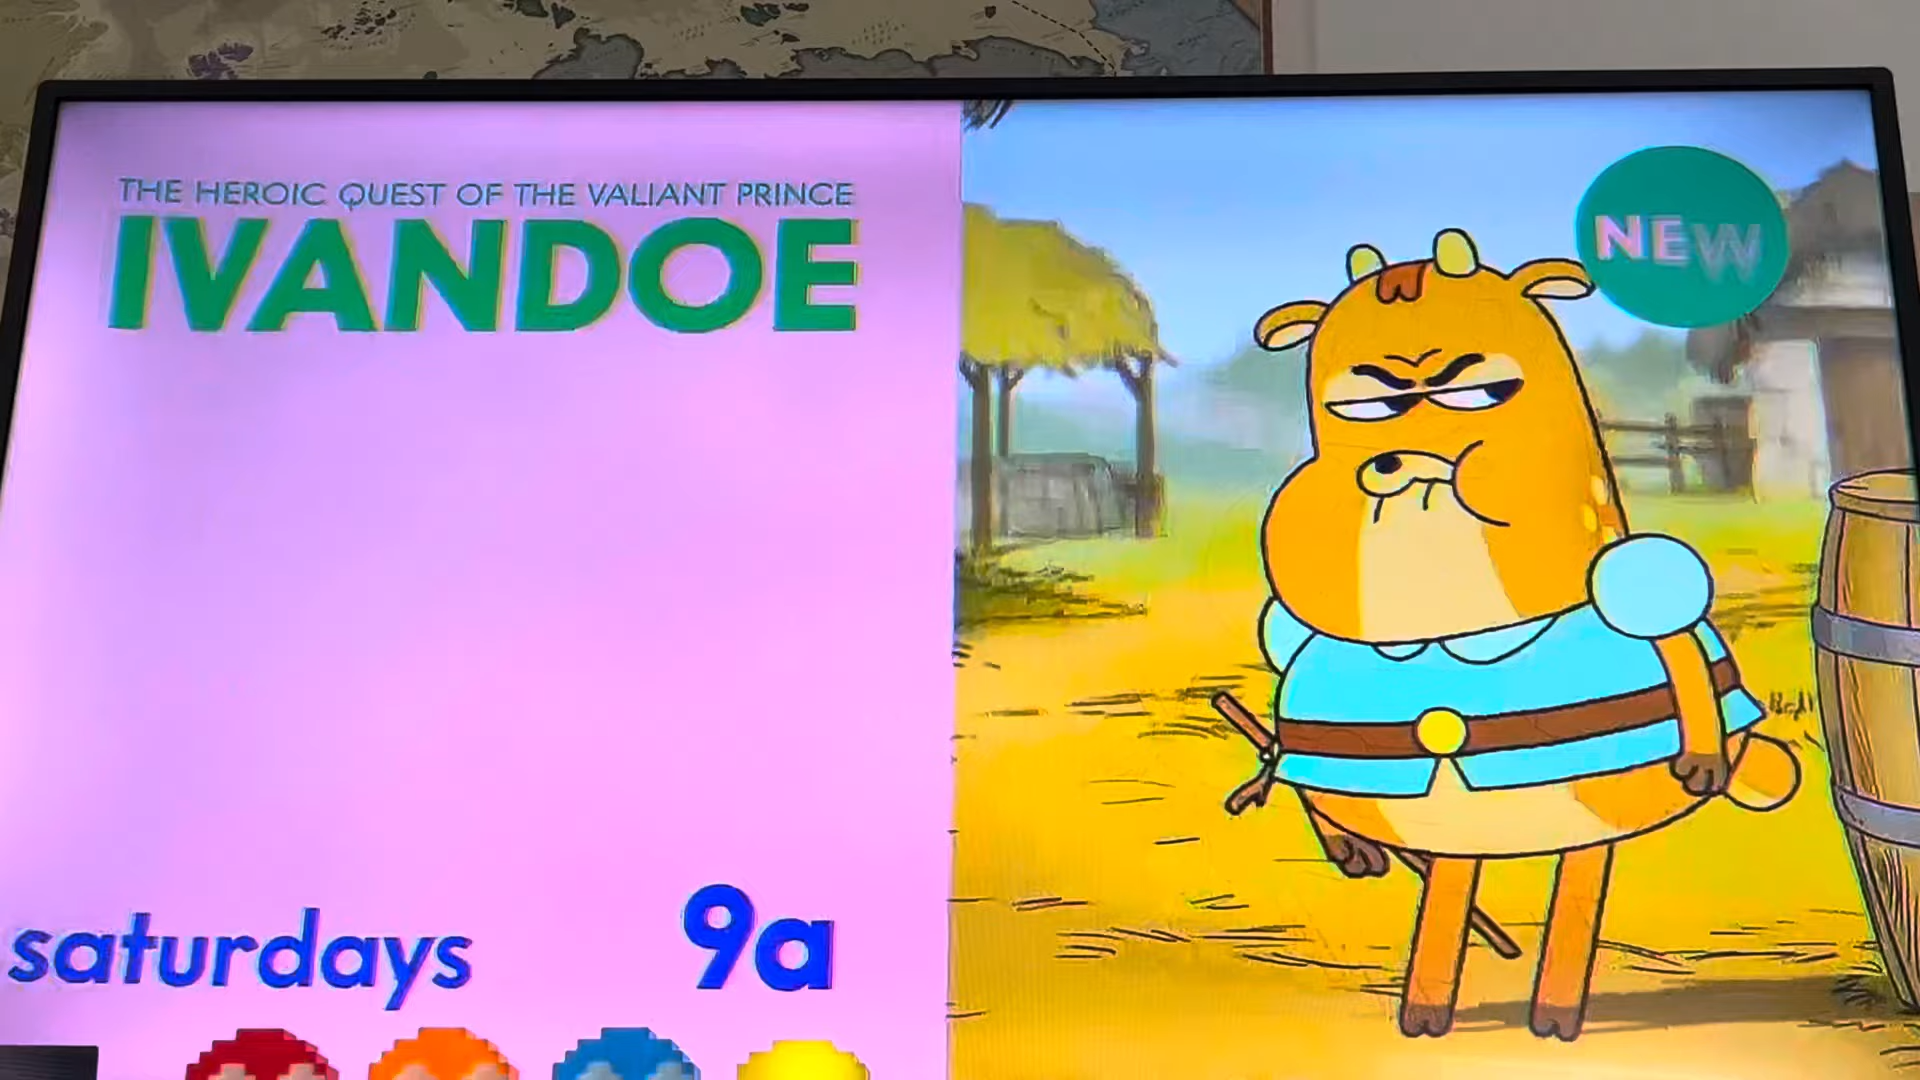 THE HEROIC QUEST OF THE VALIANT PRINCE
IVANDOE
NEW
saturdays 9a